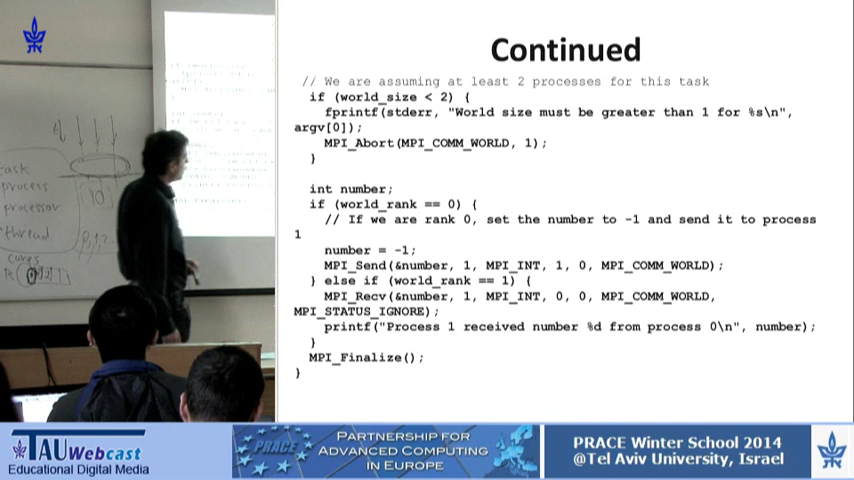 Continued
// We are assuming at least 2 processes for this task
if (world_size < 2) {
fprintf(stderr, "World size must be greater than 1 for %s\n",
argv[0]);
MPI_Abort(MPI_COMM_WORLD, 1);
}
int number;
if (world_rank == 0) {
// If we are rank 0, set the number to -1 and send it to process
1
number = -1;
MPI_Send(&number, 1, MPI_INT, 1, 0, MPI_COMM_WORLD);
} else if (world_rank == 1) {
MPI_Recv(&number, 1, MPI_INT, 0, 0, MPI_COMM_WORLD,
MPI_STATUS_IGNORE);
printf("Process 1 received number %d from process 0\n", number);
}
MPI_Finalize();
}
task
process
processor
thread
cores
TAU Webcast
Educational Digital Media
PRACE
PARTNERSHIP FOR
ADVANCED COMPUTING
IN EUROPE
PRACE Winter School 2014
@Tel Aviv University, Israel